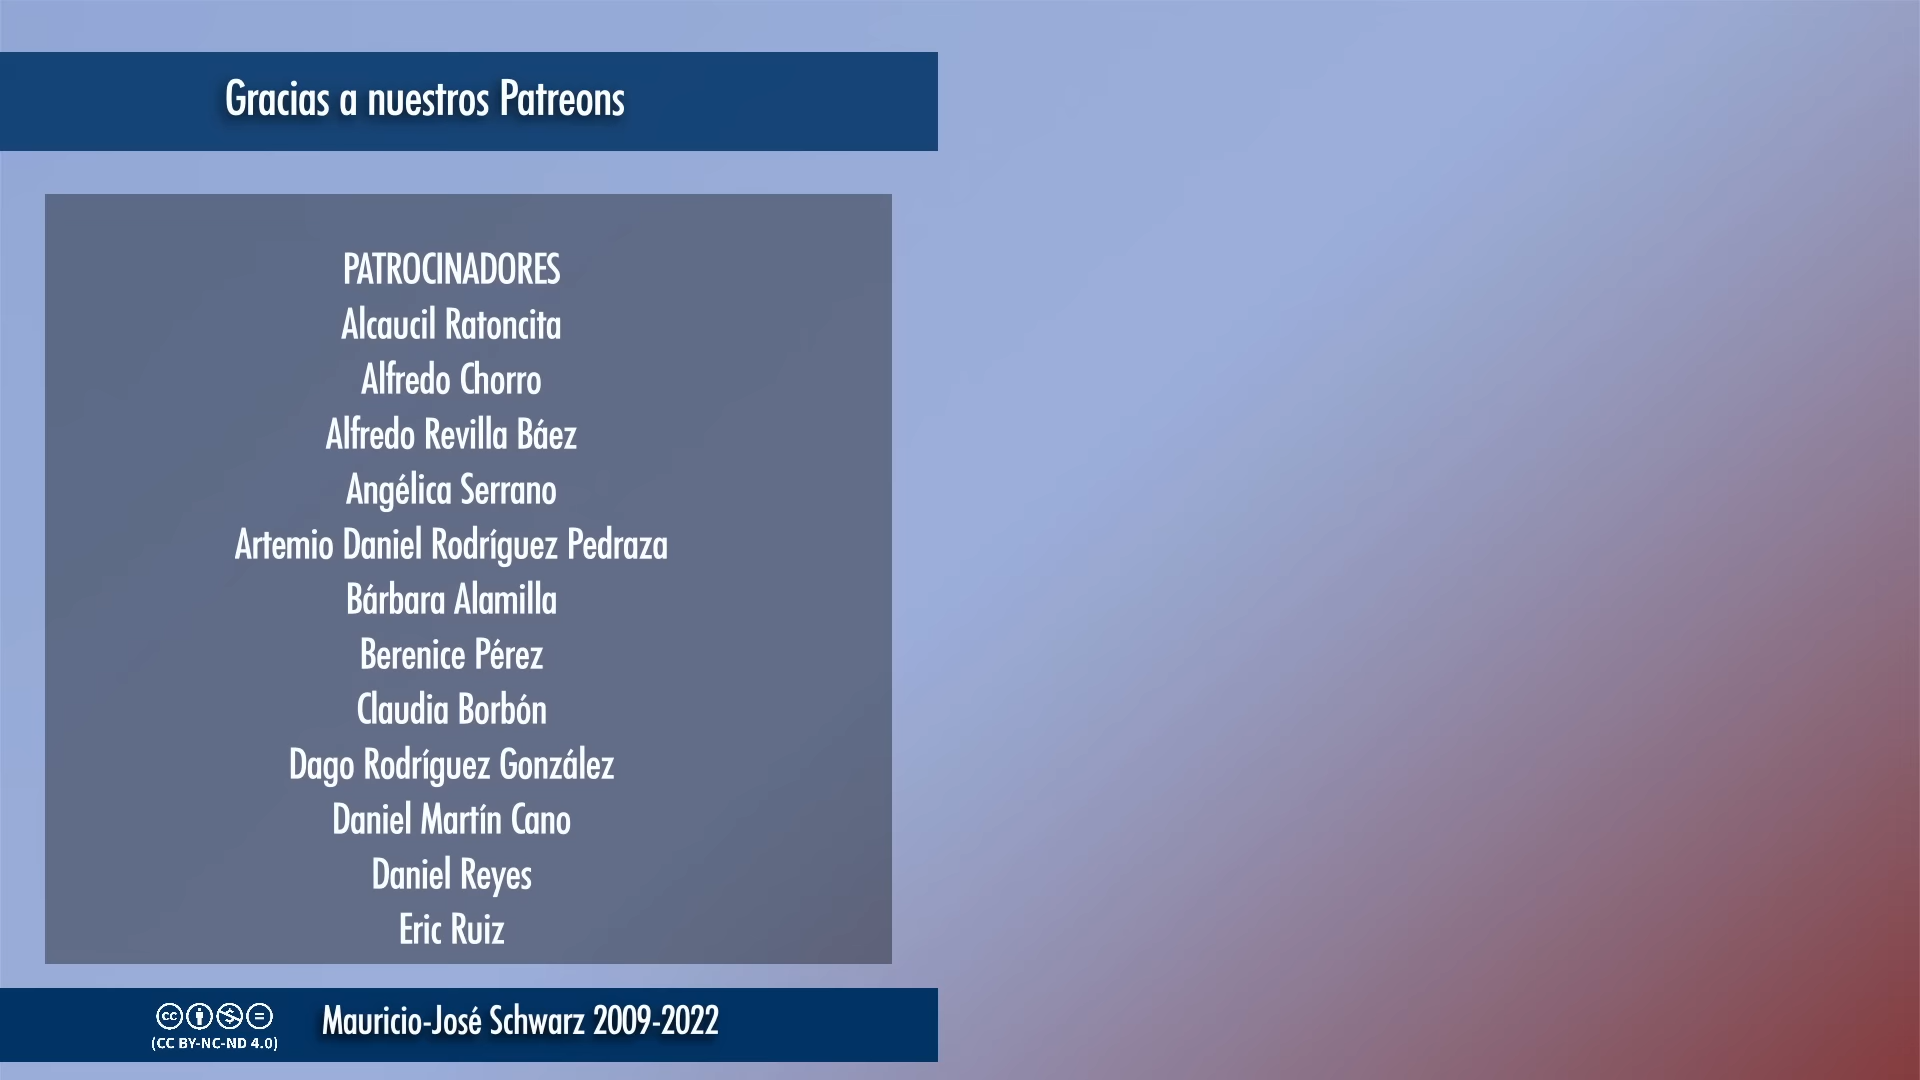 Gracias a nuestros Patreons
PATROCINADORES
Alcaucil Ratoncita
Alfredo Chorro
Alfredo Revilla Báez
Angélica Serrano
Artemio Daniel Rodríguez Pedraza
Bárbara Alamilla
Berenice Pérez
Claudia Borbón
Dago Rodríguez González
Daniel Martín Cano
Daniel Reyes
Eric Ruiz
Mauricio-José Schwarz 2009-2022
(CC BY-NC-ND 4.0)